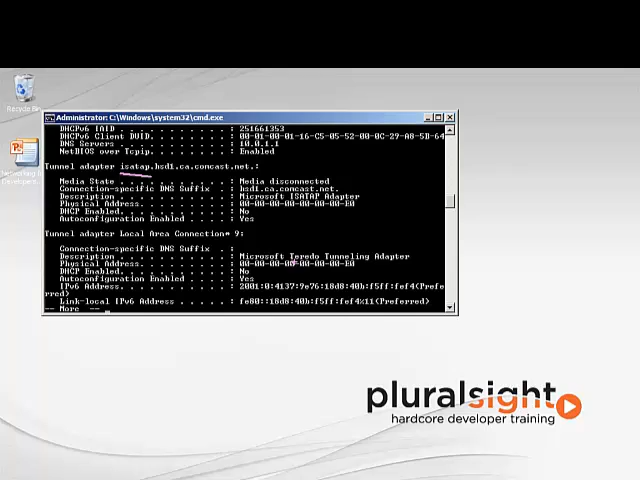 Recycle Bin
Networking f
Developers...
Administrator: C:\Windows\system32\cmd.exe
DHCPv6 IAID . . . . . . . . . . . : 251661353
DHCPv6 Client DUID. . . . . . . . : 00-01-00-01-16-C5-05-52-00-0C-29-A8-5D-64
DNS Servers . . . . . . . . . . . : 10.0.1.1
NetBIOS over Tcpip. . . . . . . . : Enabled
Tunnel adapter isatap.hsd1.ca.comcast.net.:
Media State . . . . . . . . . . . : Media disconnected
Connection-specific DNS Suffix  . : hsd1.ca.comcast.net.
Description . . . . . . . . . . . : Microsoft ISATAP Adapter
Physical Address. . . . . . . . . : 00-00-00-00-00-00-00-E0
DHCP Enabled. . . . . . . . . . . : No
Autoconfiguration Enabled . . . . : Yes
Tunnel adapter Local Area Connection* 9:
Connection-specific DNS Suffix  . :
Description . . . . . . . . . . . : Microsoft Teredo Tunneling Adapter
Physical Address. . . . . . . . . : 00-00-00-00-00-00-00-E0
DHCP Enabled. . . . . . . . . . . : No
Autoconfiguration Enabled . . . . : Yes
IPv6 Address. . . . . . . . . . . : 2001:0:4137:9e76:18d8:40b:f5ff:fef4(Prefe
rred)
Link-local IPv6 Address . . . . . : fe80::18d8:40b:f5ff:fef4%11(Preferred)
-- More --
pluralsight
hardcore developer training